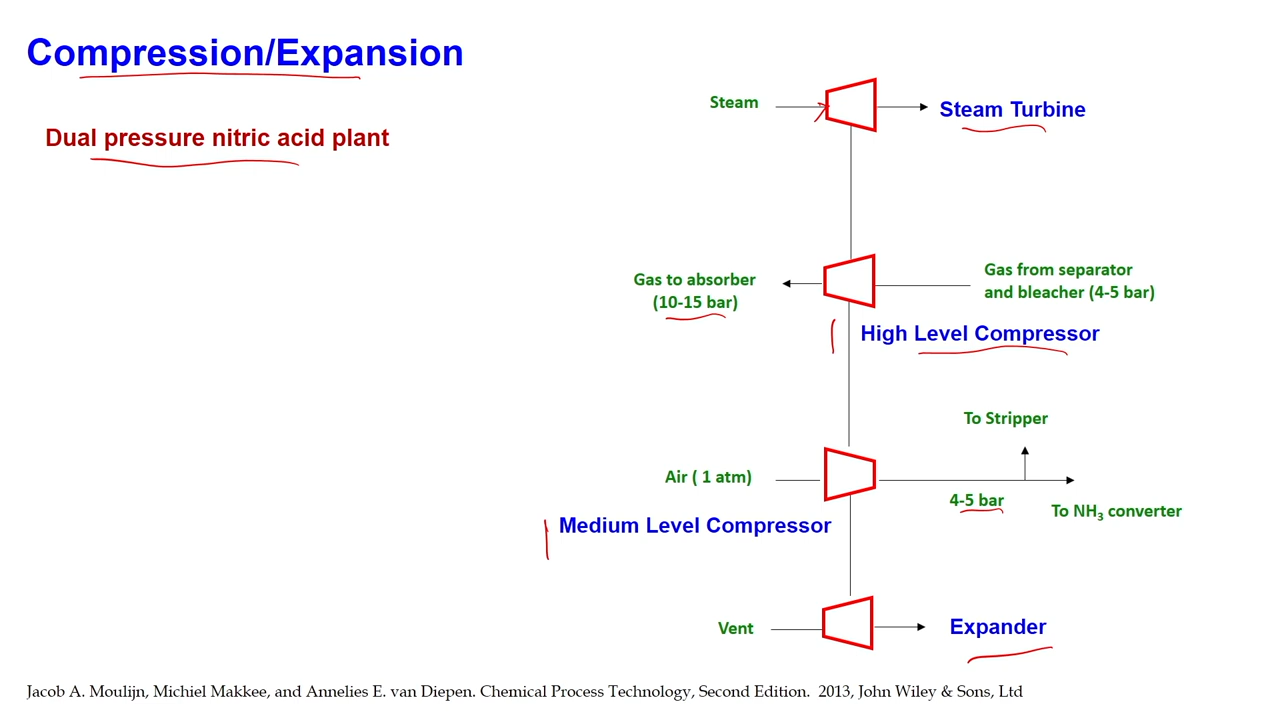 Compression/Expansion
Dual pressure nitric acid plant
Steam
Steam Turbine
Gas to absorber
(10-15 bar)
Gas from separator
and bleacher (4-5 bar)
High Level Compressor
To Stripper
Air ( 1 atm)
4-5 bar
To NH₃ converter
Medium Level Compressor
Vent
Expander
Jacob A. Moulijn, Michiel Makkee, and Annelies E. van Diepen. Chemical Process Technology, Second Edition. 2013, John Wiley & Sons, Ltd